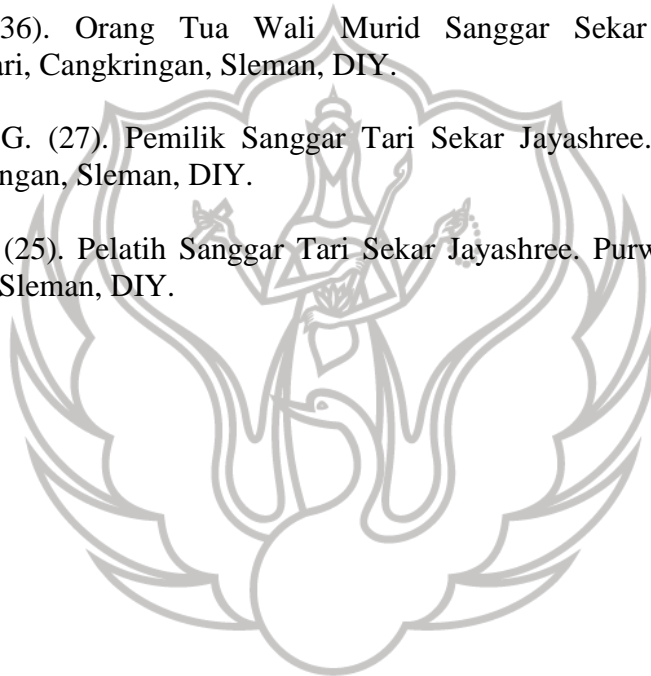 36). Orang Tua Wali Murid Sanggar Sekar
ari, Cangkringan, Sleman, DIY.
G. (27). Pemilik Sanggar Tari Sekar Jayashree.
ngan, Sleman, DIY.
(25). Pelatih Sanggar Tari Sekar Jayashree. Purw
Sleman, DIY.